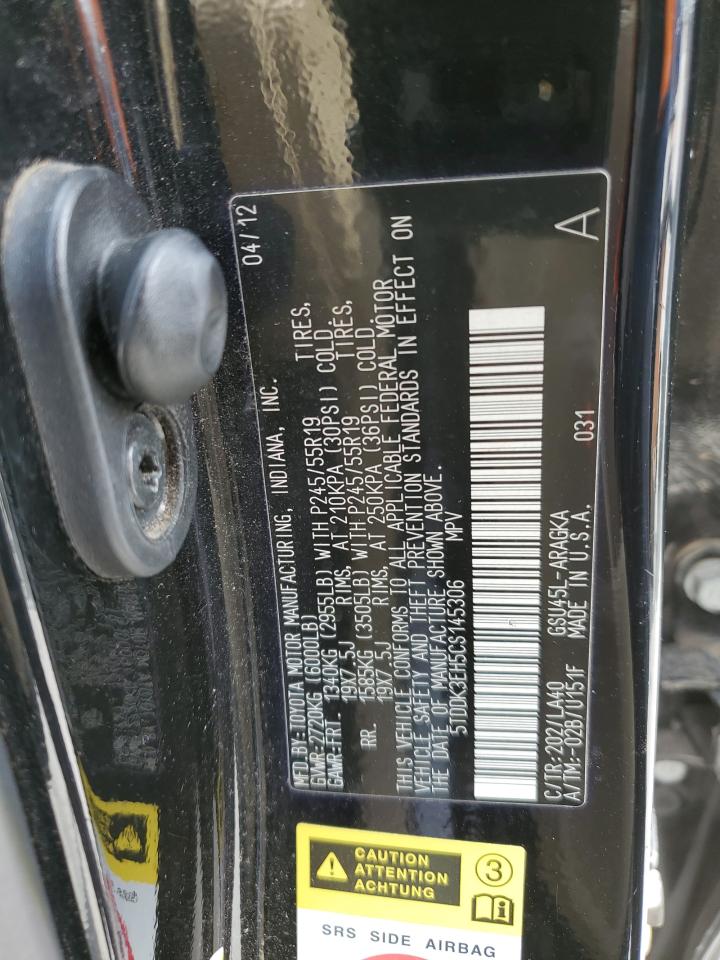 MFD.BY:TOYOTA MOTOR MANUFACTURING, INDIANA, INC. 04/12
GVWR:2720KG (6000LB)
GAWR:FRT. 1340KG (2955LB) WITH P245/55R19 TIRES,
19X7.5J RIMS, AT 210KPA (30PSI) COLD
RR. 1585KG (3505LB) WITH P245/55R19 TIRES,
19X7.5J RIMS, AT 250KPA (36PSI) COLD.
THIS VEHICLE CONFORMS TO ALL APPLICABLE FEDERAL MOTOR
VEHICLE SAFETY AND THEFT PREVENTION STANDARDS IN EFFECT ON
THE DATE OF MANUFACTURE SHOWN ABOVE.
5TDDK3EH5CS145306 MPV
C/TR:202/LA40 GSU45L-ARAGKA 031
A/TM:-02B/U151F MADE IN U.S.A.
A
CAUTION
ATTENTION
ACHTUNG
3
i
SRS SIDE AIRBAG